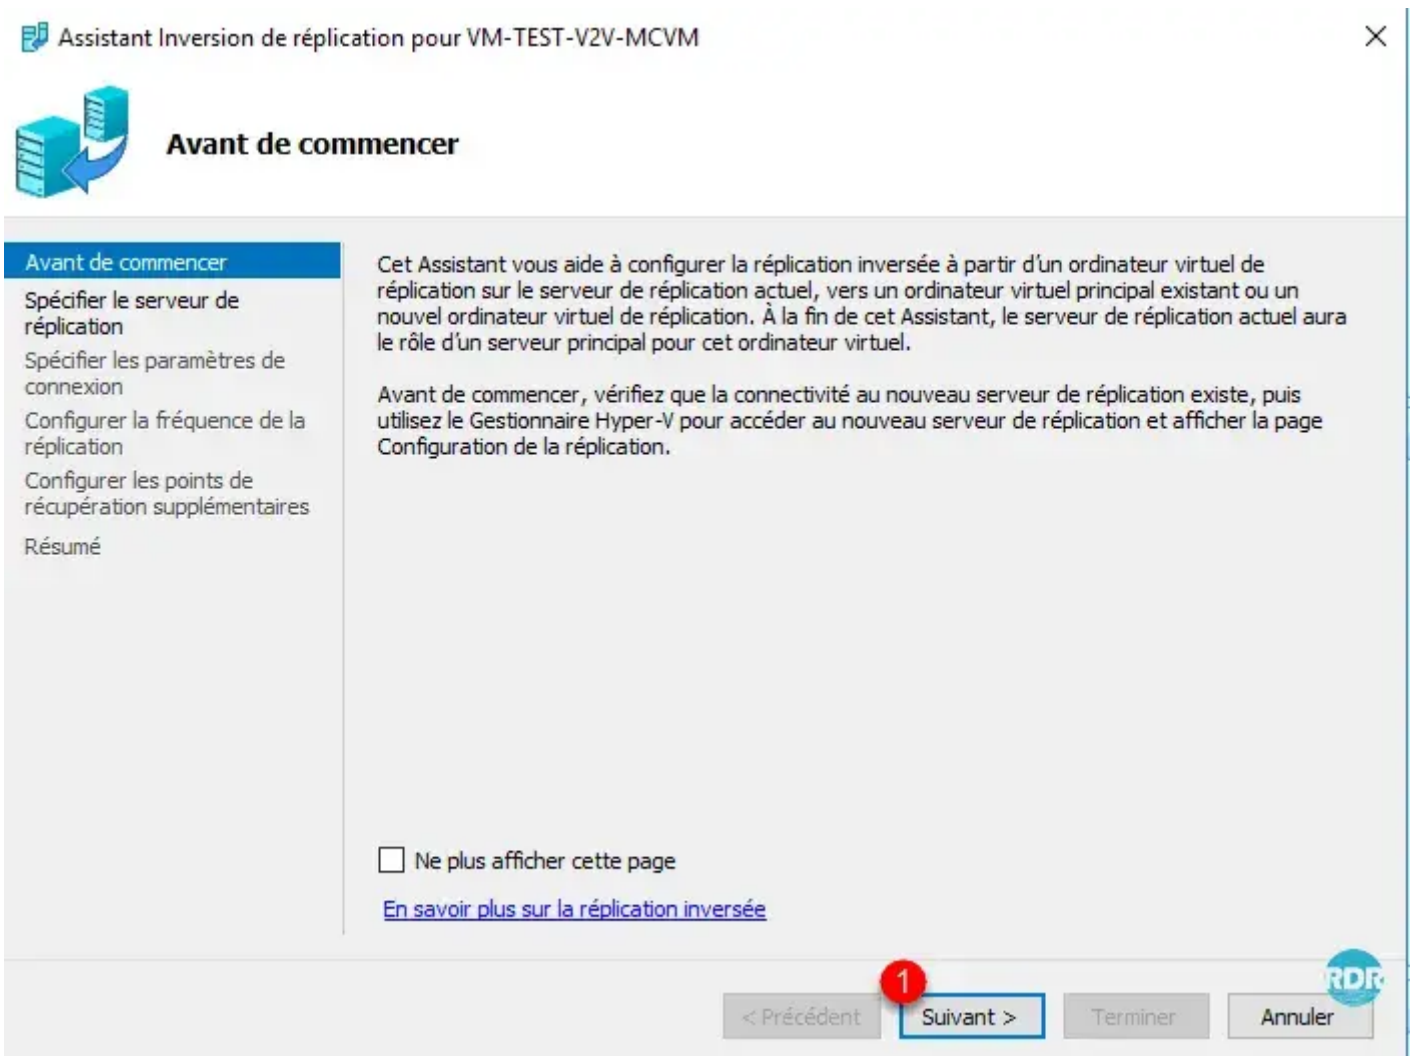 Assistant Inversion de réplication pour VM-TEST-V2V-MCVM
Avant de commencer
Avant de commencer
Spécifier le serveur de
réplication
Spécifier les paramètres de
connexion
Configurer la fréquence de la
réplication
Configurer les points de
récupération supplémentaires
Résumé
Cet Assistant vous aide à configurer la réplication inversée à partir d'un ordinateur virtuel de
réplication sur le serveur de réplication actuel, vers un ordinateur virtuel principal existant ou un
nouvel ordinateur virtuel de réplication. À la fin de cet Assistant, le serveur de réplication actuel aura
le rôle d'un serveur principal pour cet ordinateur virtuel.
Avant de commencer, vérifiez que la connectivité au nouveau serveur de réplication existe, puis
utilisez le Gestionnaire Hyper-V pour accéder au nouveau serveur de réplication et afficher la page
Configuration de la réplication.
Ne plus afficher cette page
En savoir plus sur la réplication inversée
1
RDR
< Précédent
Suivant >
Terminer
Annuler